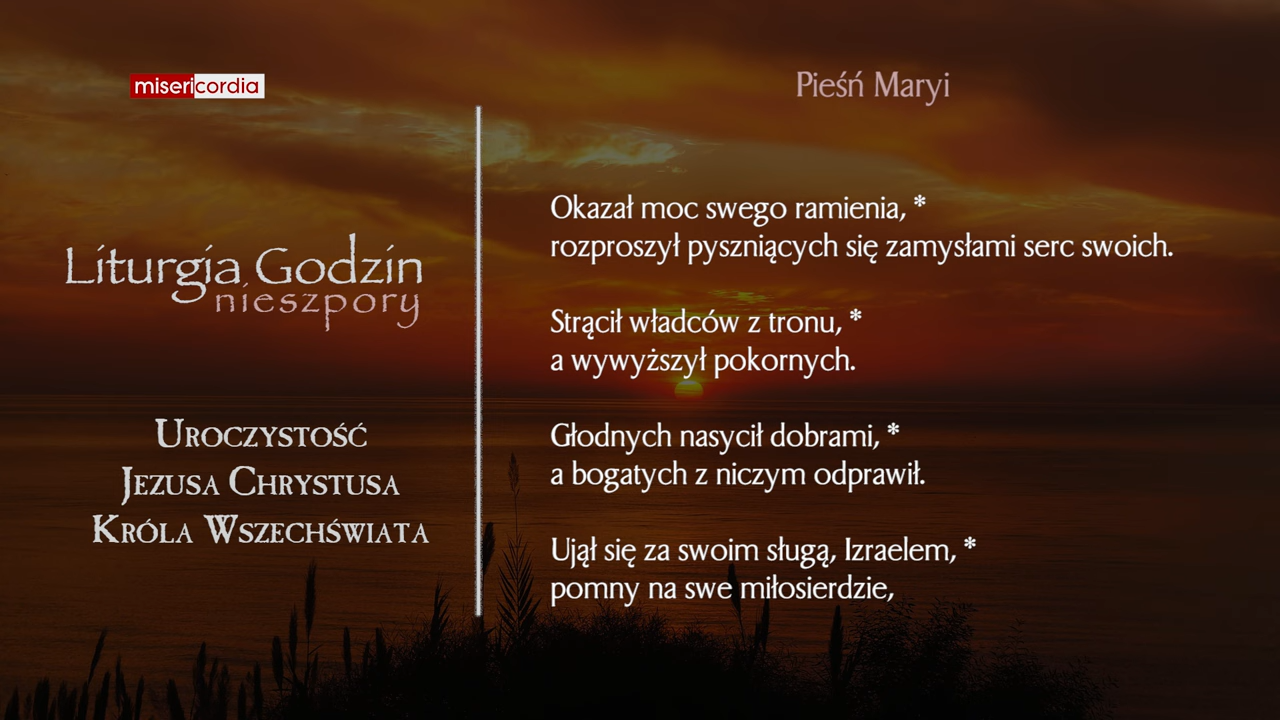 misericordia
Liturgia Godzin
nieszpory
Uroczystość
Jezusa Chrystusa
Króla Wszechświata
Pieśń Maryi
Okazał moc swego ramienia, *
rozproszył pyszniących się zamysłami serc swoich.
Strącił władców z tronu, *
a wywyższył pokornych.
Głodnych nasycił dobrami, *
a bogatych z niczym odprawił.
Ujął się za swoim sługą, Izraelem, *
pomny na swe miłosierdzie,